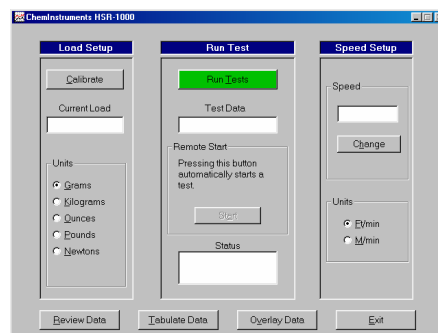 ChemInstruments HSR-1000
Load Setup
Calibrate
Current Load
Units
Grams
Kilograms
Ounces
Pounds
Newtons
Run Test
Run Tests
Test Data
Remote Start
Pressing this button
automatically starts a
test.
Start
Status
Speed Setup
Speed
Change
Units
Ft/min
M/min
Review Data
Tabulate Data
Overlay Data
Exit